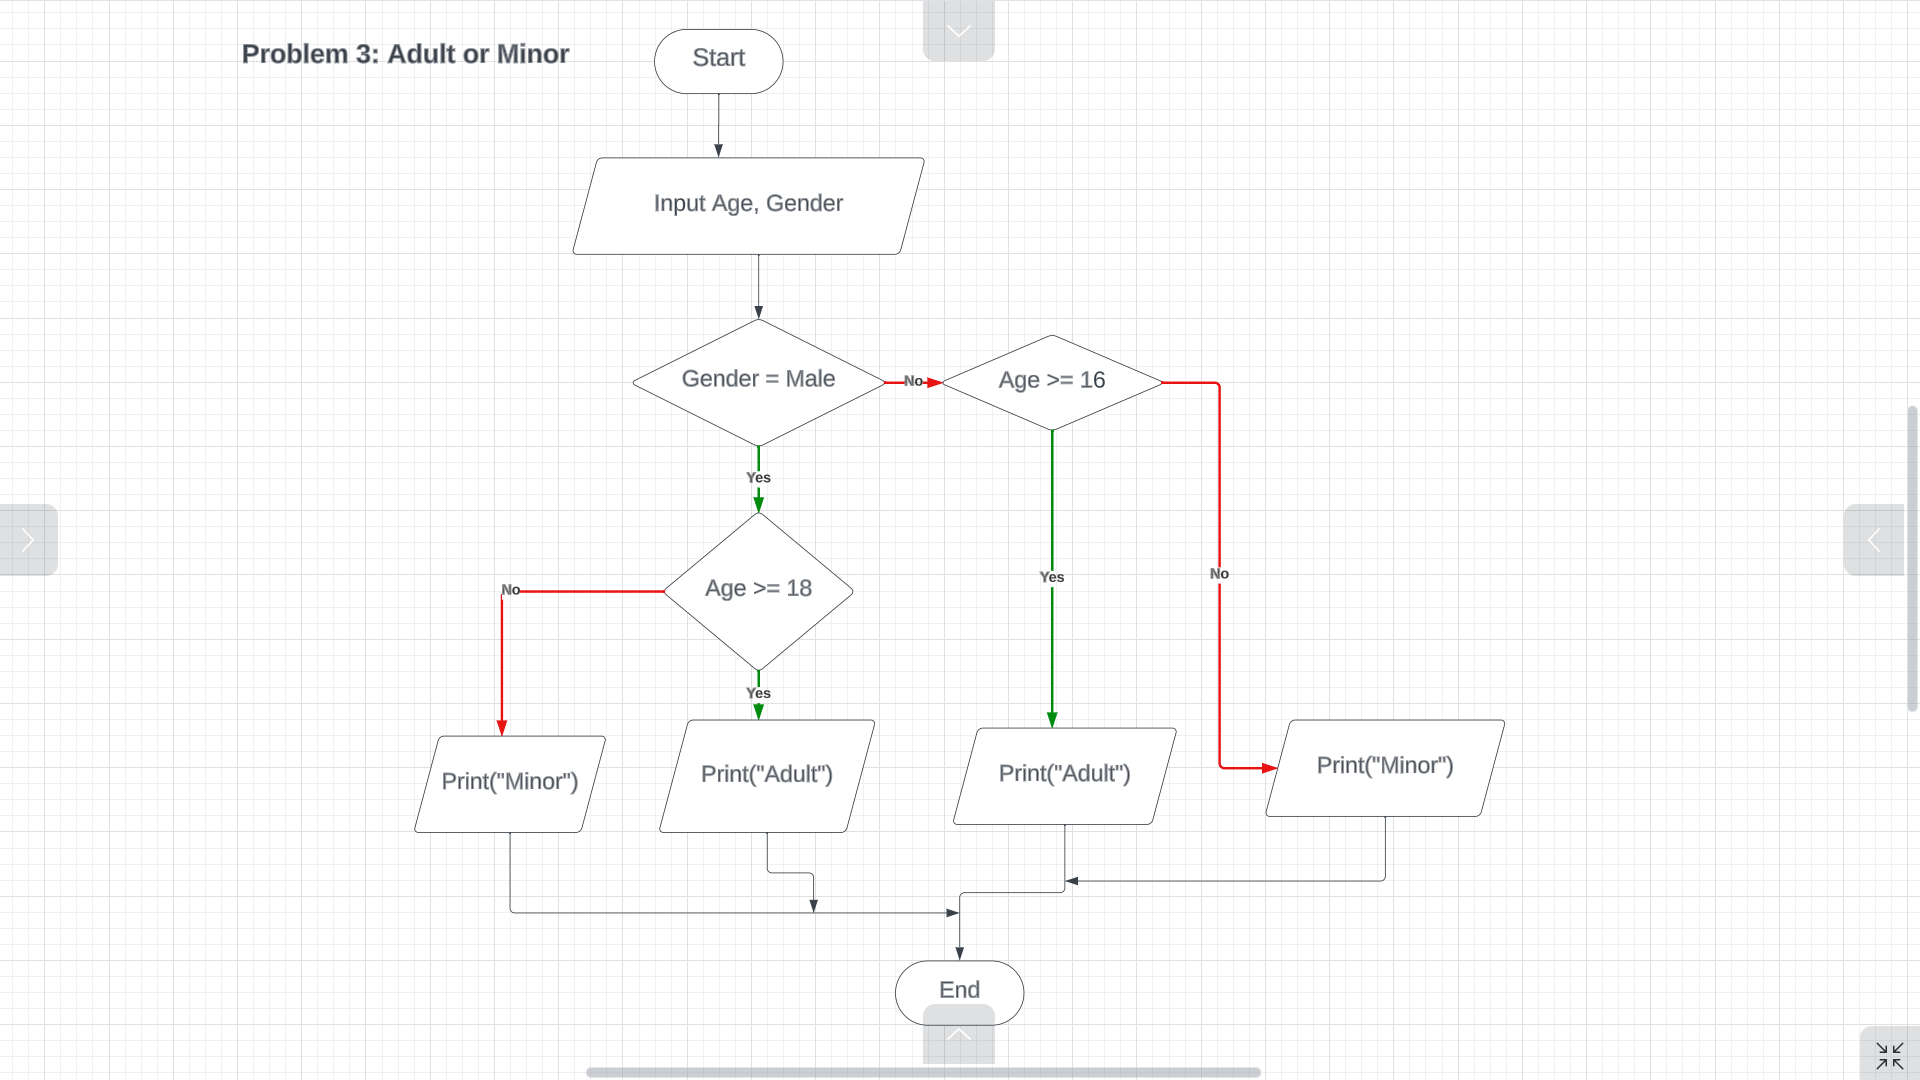 Problem 3: Adult or Minor
Start
Input Age, Gender
Gender = Male
No
Age >= 16
Yes
Age >= 18
No
Yes
No
Yes
Print("Minor")
Print("Adult")
Print("Adult")
Print("Minor")
End